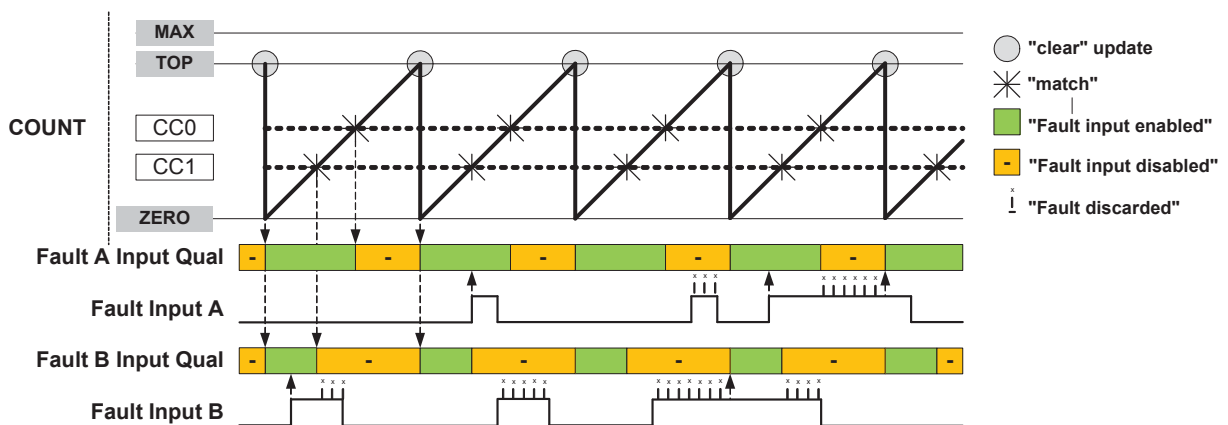 MAX
"clear" update
TOP
"match"
COUNT
CC0
"Fault input enabled"
CC1
- "Fault input disabled"
x "Fault discarded"
ZERO
Fault A Input Qual - - - - -
x x x x x x x x x
Fault Input A
Fault B Input Qual - - - - - -
x x x x x x x x x x x x x x x x x x x
Fault Input B